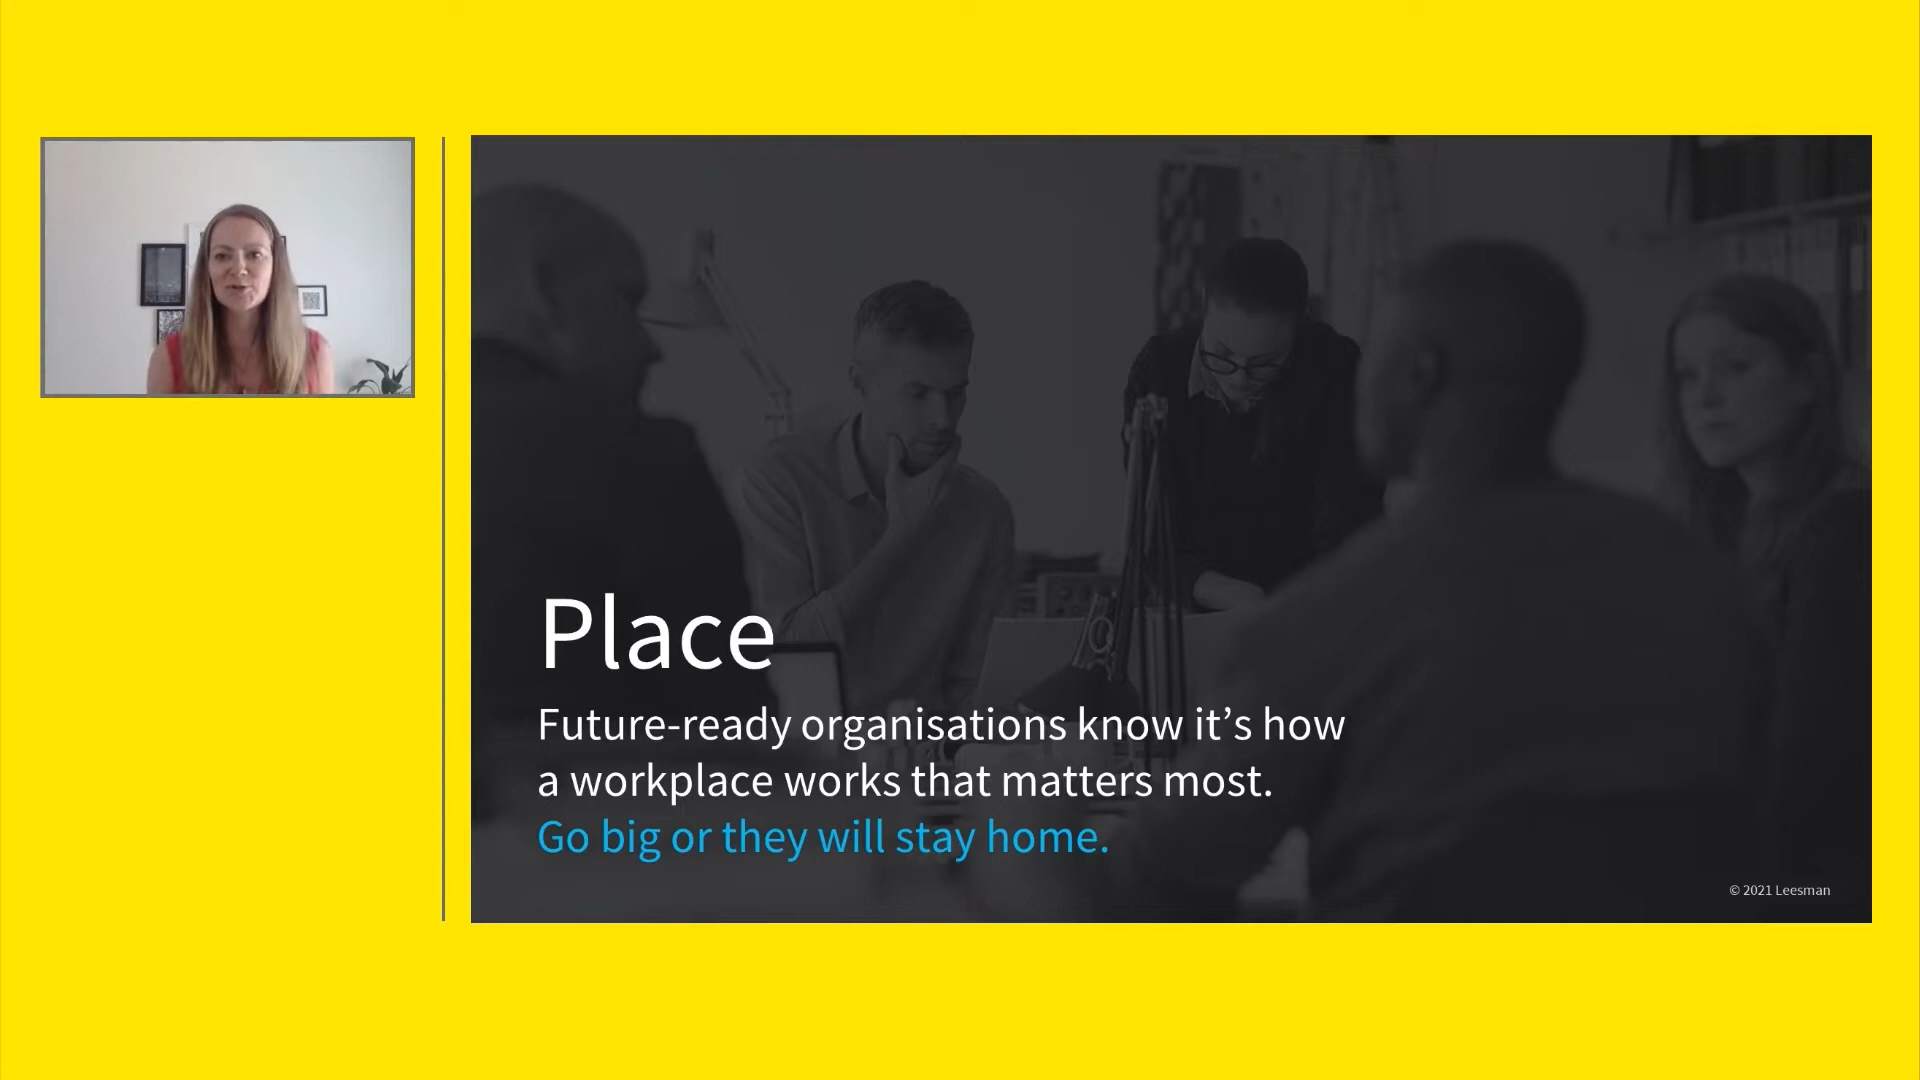 Place
Future-ready organisations know it’s how
a workplace works that matters most.
Go big or they will stay home.
© 2021 Leesman